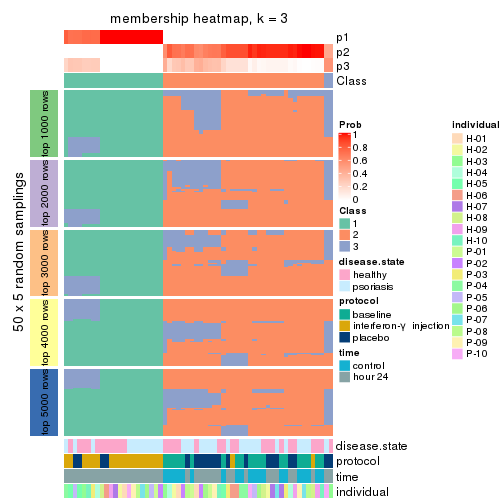 membership heatmap, k = 3
p1
p2
p3
Class
50 x 5 random samplings
top 1000 rows
top 2000 rows
top 3000 rows
top 4000 rows
top 5000 rows
disease.state
protocol
time
individual
Prob
1
0.8
0.6
0.4
0.2
0
Class
1
2
3
disease.state
healthy
psoriasis
protocol
baseline
interferon-γ injection
placebo
time
control
hour 24
individual
H-01
H-02
H-03
H-04
H-05
H-06
H-07
H-08
H-09
H-10
P-01
P-02
P-03
P-04
P-05
P-06
P-07
P-08
P-09
P-10